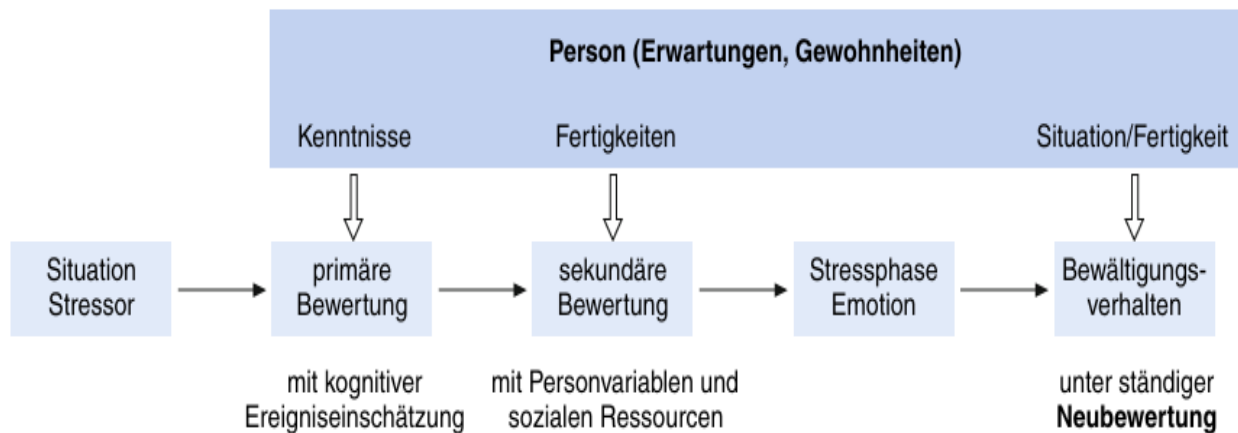 Person (Erwartungen, Gewohnheiten)
Kenntnisse
Fertigkeiten
Situation/Fertigkeit
Situation
Stressor
primäre
Bewertung
sekundäre
Bewertung
Stressphase
Emotion
Bewältigungs-
verhalten
mit kognitiver
Ereigniseinschätzung
mit Personvariablen und
sozialen Ressourcen
unter ständiger
Neubewertung